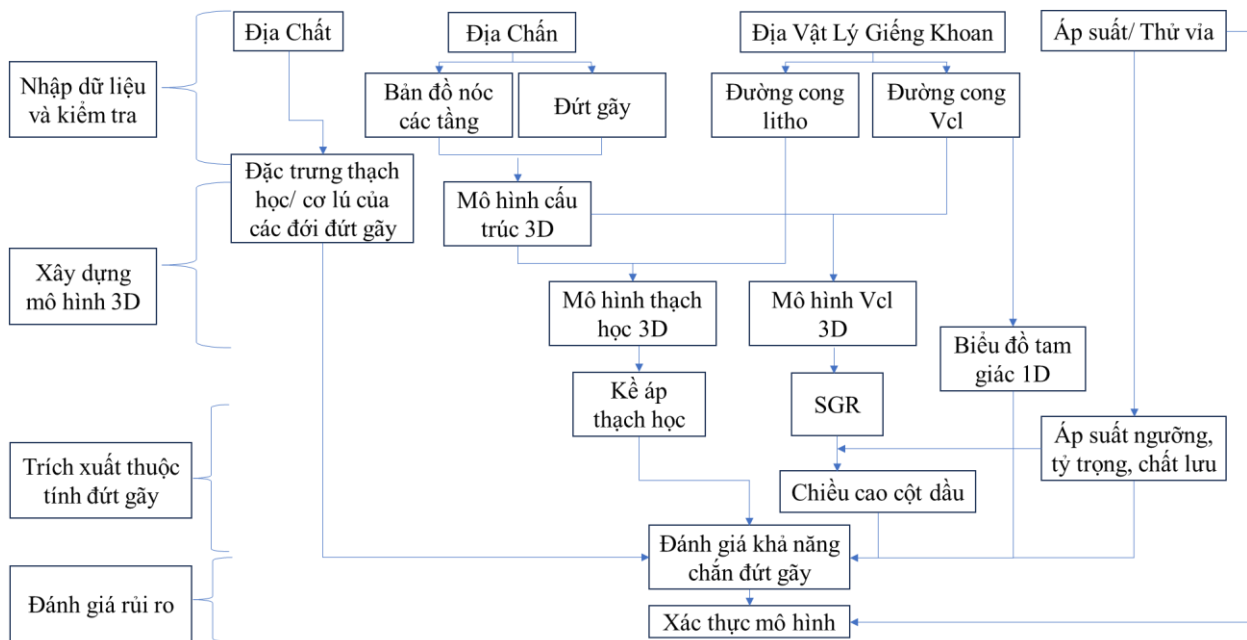 Địa Chất
Địa Chấn
Địa Vật Lý Giếng Khoan
Áp suất/ Thử vỉa
Nhập dữ liệu
và kiểm tra
Bản đồ nóc
các tầng
Đứt gãy
Đường cong
litho
Đường cong
Vcl
Đặc trưng thạch
học/ cơ lú của
các đới đứt gãy
Mô hình cấu
trúc 3D
Xây dựng
mô hình 3D
Mô hình thạch
học 3D
Mô hình Vcl
3D
Biểu đồ tam
giác 1D
Kề áp
thạch học
SGR
Trích xuất thuộc
tính đứt gãy
Áp suất ngưỡng,
tỷ trọng, chất lưu
Chiều cao cột dầu
Đánh giá khả năng
chắn đứt gãy
Đánh giá rủi ro
Xác thực mô hình